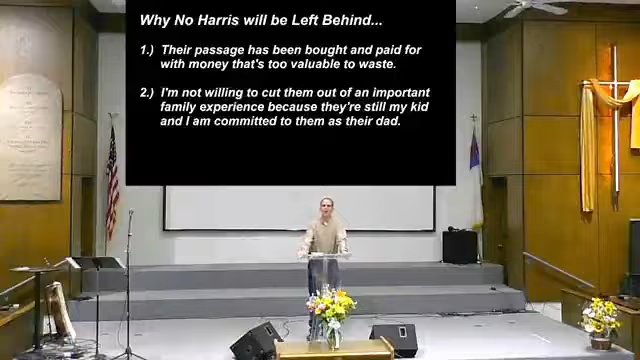 Why No Harris will be Left Behind...
1.) Their passage has been bought and paid for
with money that's too valuable to waste.
2.) I'm not willing to cut them out of an important
family experience because they're still my kid
and I am committed to them as their dad.